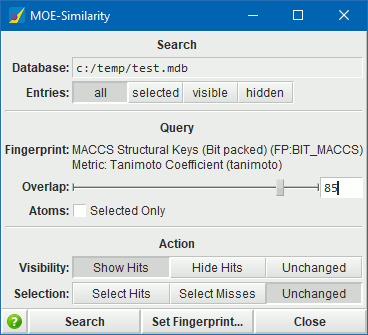 MOE-Similarity
Search
Database: c:/temp/test.mdb
Entries: all selected visible hidden
Query
Fingerprint: MACCS Structural Keys (Bit packed) (FP:BIT_MACCS)
Metric: Tanimoto Coefficient (tanimoto)
Overlap: 85
Atoms: Selected Only
Action
Visibility: Show Hits Hide Hits Unchanged
Selection: Select Hits Select Misses Unchanged
? Search Set Fingerprint... Close